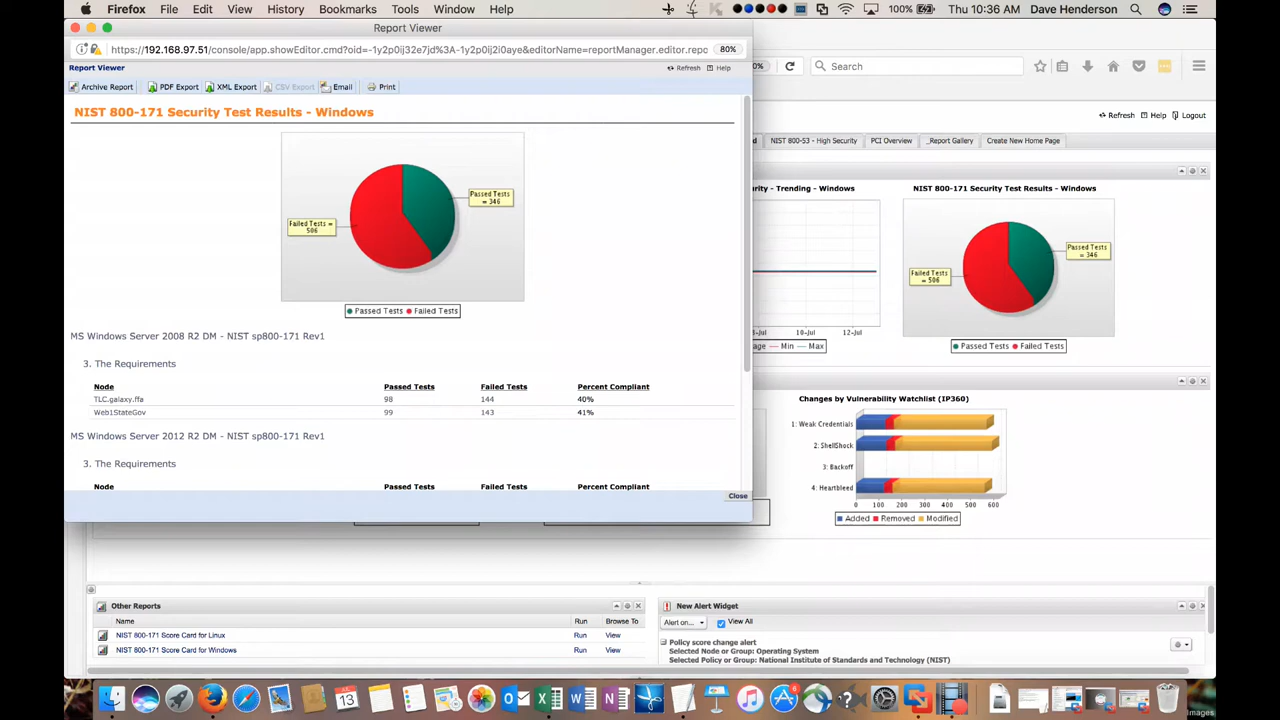 Firefox File Edit View History Bookmarks Tools Window Help 100% Thu 10:36 AM Dave Henderson
Report Viewer
https://192.168.97.51/console/app.showEditor.cmd?oid=-1y2p0ij32e7jd%3A-1y2p0ij2i0aye&editorName=reportManager.editor.repo 80%
Report Viewer Refresh Help
Archive Report PDF Export XML Export CSV Export Email Print
NIST 800-171 Security Test Results - Windows
Passed Tests
= 346
Failed Tests =
506
Passed Tests Failed Tests
MS Windows Server 2008 R2 DM - NIST sp800-171 Rev1
3. The Requirements
Node Passed Tests Failed Tests Percent Compliant
TLC.galaxy.ffa 98 144 40%
Web1StateGov 99 143 41%
MS Windows Server 2012 R2 DM - NIST sp800-171 Rev1
3. The Requirements
Node Passed Tests Failed Tests Percent Compliant
Close
Search
Refresh Help Logout
NIST 800-53 - High Security PCI Overview _Report Gallery Create New Home Page
- Trending - Windows
10-Jul 12-Jul
Min Max
NIST 800-171 Security Test Results - Windows
Passed Tests
= 346
Failed Tests
= 506
Passed Tests Failed Tests
Changes by Vulnerability Watchlist (IP360)
1: Weak Credentials
2: ShellShock
3: Backoff
4: Heartbleed
0 100 200 300 400 500 600
Added Removed Modified
Other Reports
Name Run Browse To
NIST 800-171 Score Card for Linux Run View
NIST 800-171 Score Card for Windows Run View
New Alert Widget
Alert on... View All
Policy score change alert
Selected Node or Group: Operating System
Selected Policy or Group: National Institute of Standards and Technology (NIST)
Images